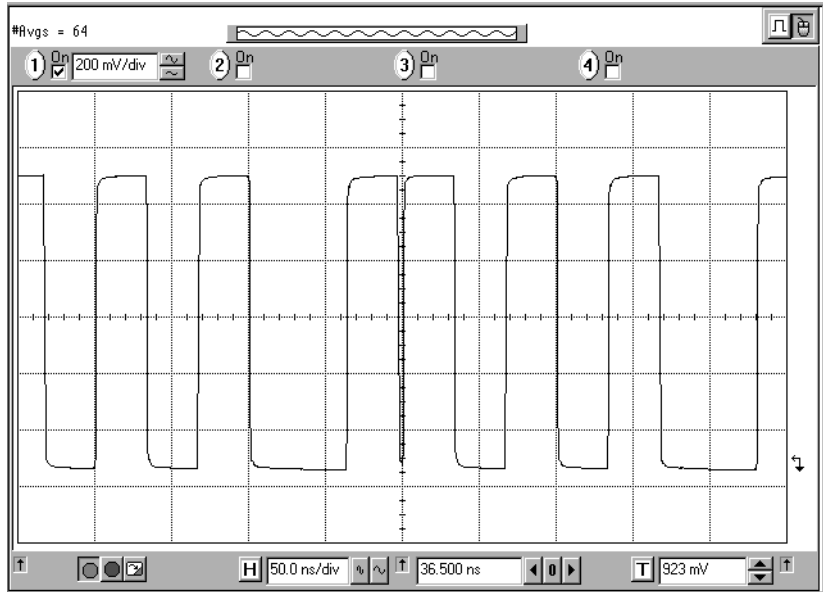 #Avgs = 64
1 On 200 mV/div 2 On 3 On 4 On
H 50.0 ns/div 36.500 ns 0 T 923 mV